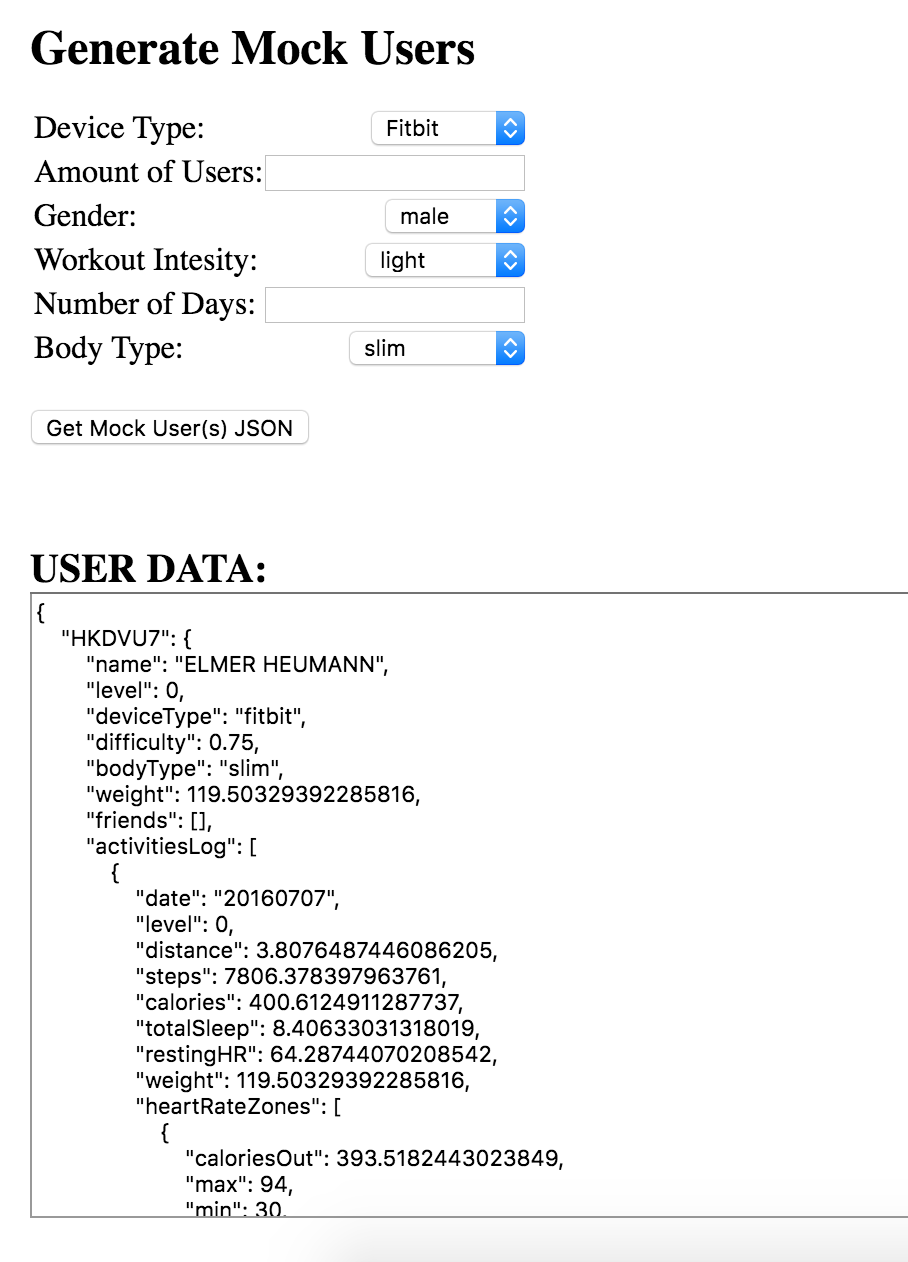 Generate Mock Users
Device Type: Fitbit
Amount of Users:
Gender: male
Workout Intesity: light
Number of Days:
Body Type: slim
Get Mock User(s) JSON
USER DATA:
{
"HKDVU7": {
"name": "ELMER HEUMANN",
"level": 0,
"deviceType": "fitbit",
"difficulty": 0.75,
"bodyType": "slim",
"weight": 119.50329392285816,
"friends": [],
"activitiesLog": [
{
"date": "20160707",
"level": 0,
"distance": 3.8076487446086205,
"steps": 7806.378397963761,
"calories": 400.6124911287737,
"totalSleep": 8.40633031318019,
"restingHR": 64.28744070208542,
"weight": 119.50329392285816,
"heartRateZones": [
{
"caloriesOut": 393.5182443023849,
"max": 94,
"min": 30,